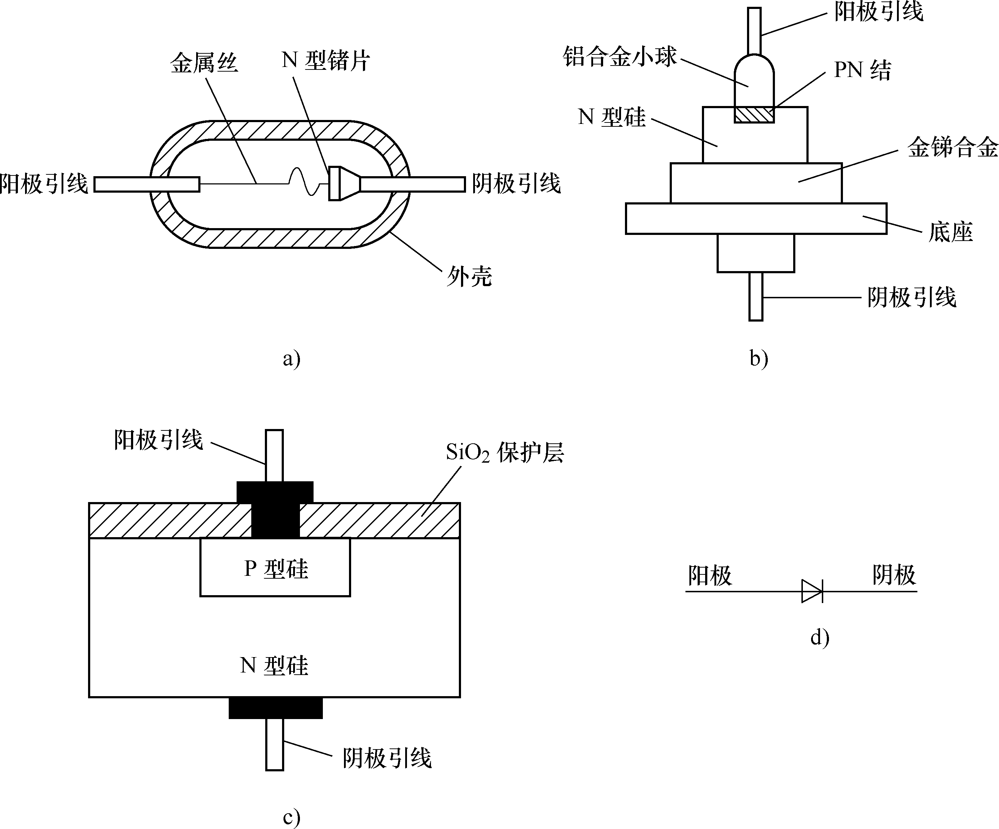 金属丝
N 型锗片
阳极引线
阴极引线
外壳
a)
阳极引线
铝合金小球
PN 结
N 型硅
金锑合金
底座
阴极引线
b)
阳极引线
SiO₂ 保护层
P 型硅
N 型硅
阴极引线
c)
阳极
阴极
d)